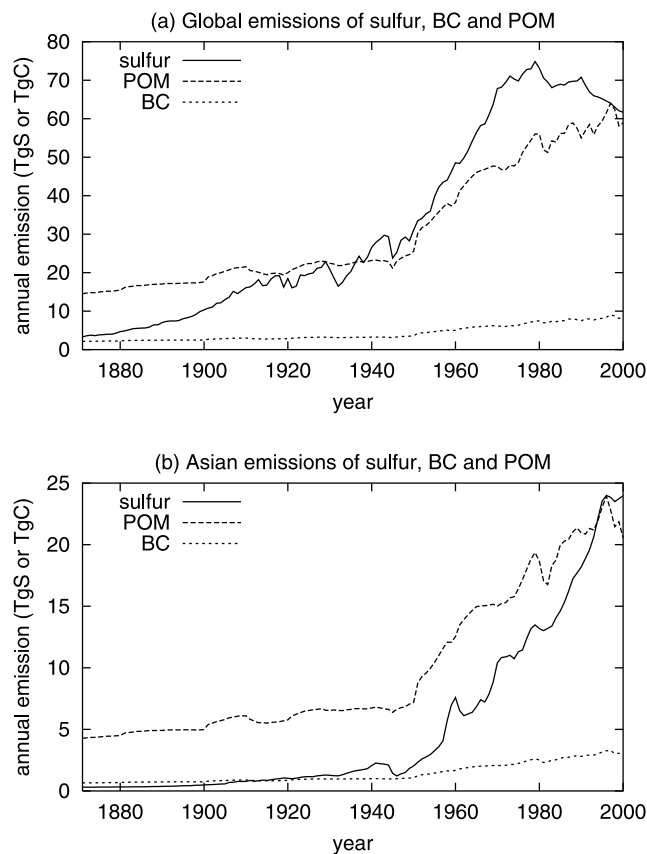 (a) Global emissions of sulfur, BC and POM
annual emission (TgS or TgC)
80
70
60
50
40
30
20
10
0
sulfur
POM
BC
1880 1900 1920 1940 1960 1980 2000
year
(b) Asian emissions of sulfur, BC and POM
annual emission (TgS or TgC)
25
20
15
10
5
0
sulfur
POM
BC
1880 1900 1920 1940 1960 1980 2000
year